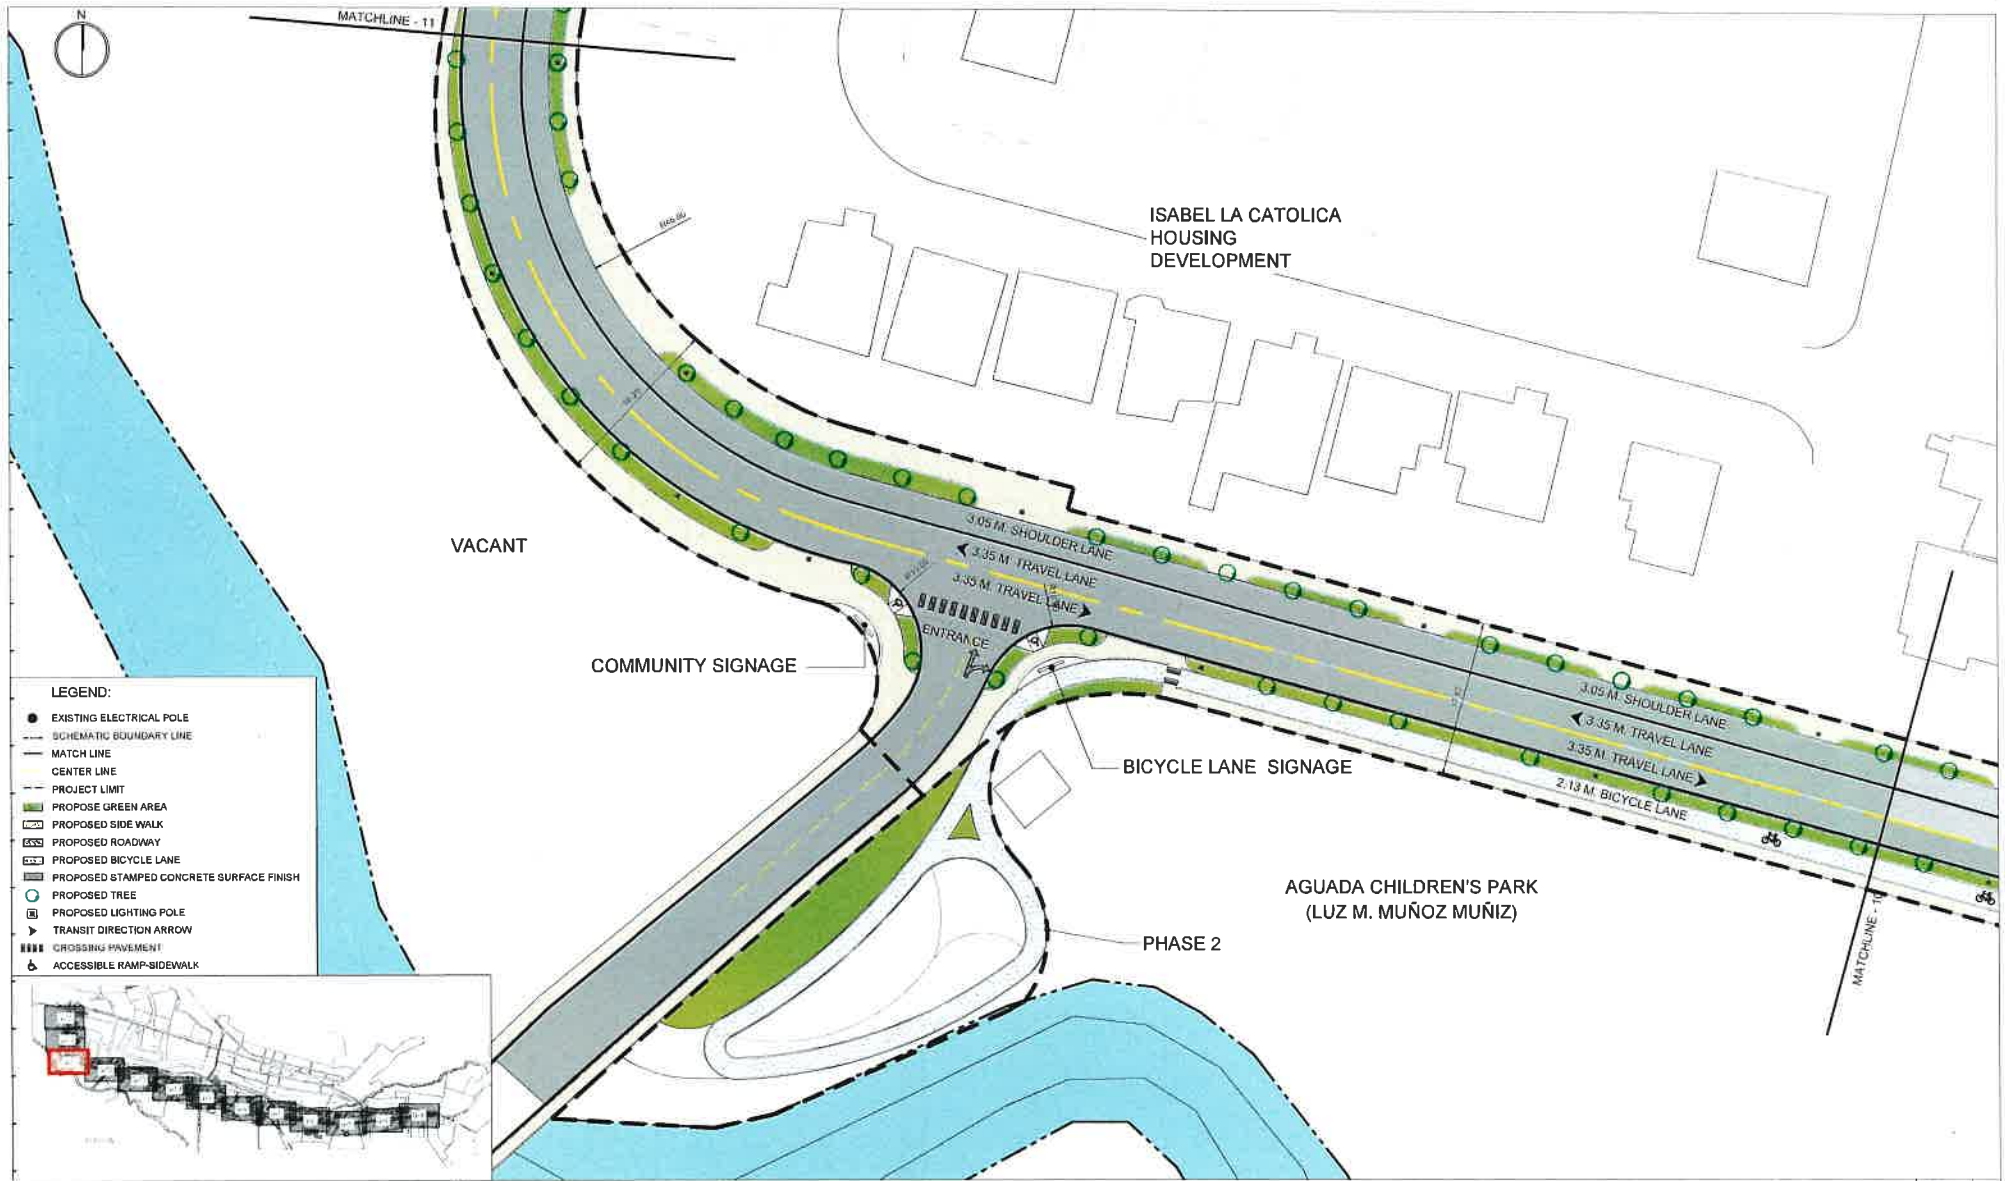 N
MATCHLINE - 11
R46.00
ISABEL LA CATOLICA
HOUSING
DEVELOPMENT
VACANT
3.05 M. SHOULDER LANE
3.35 M. TRAVEL LANE
3.35 M. TRAVEL LANE
ENTRANCE
COMMUNITY SIGNAGE
BICYCLE LANE SIGNAGE
3.05 M. SHOULDER LANE
3.35 M. TRAVEL LANE
3.35 M. TRAVEL LANE
2.13 M. BICYCLE LANE
AGUADA CHILDREN'S PARK
(LUZ M. MUÑOZ MUÑIZ)
PHASE 2
MATCHLINE - 10
LEGEND:
EXISTING ELECTRICAL POLE
SCHEMATIC BOUNDARY LINE
MATCH LINE
CENTER LINE
PROJECT LIMIT
PROPOSE GREEN AREA
PROPOSED SIDE WALK
PROPOSED ROADWAY
PROPOSED BICYCLE LANE
PROPOSED STAMPED CONCRETE SURFACE FINISH
PROPOSED TREE
PROPOSED LIGHTING POLE
TRANSIT DIRECTION ARROW
CROSSING PAVEMENT
ACCESSIBLE RAMP-SIDEWALK